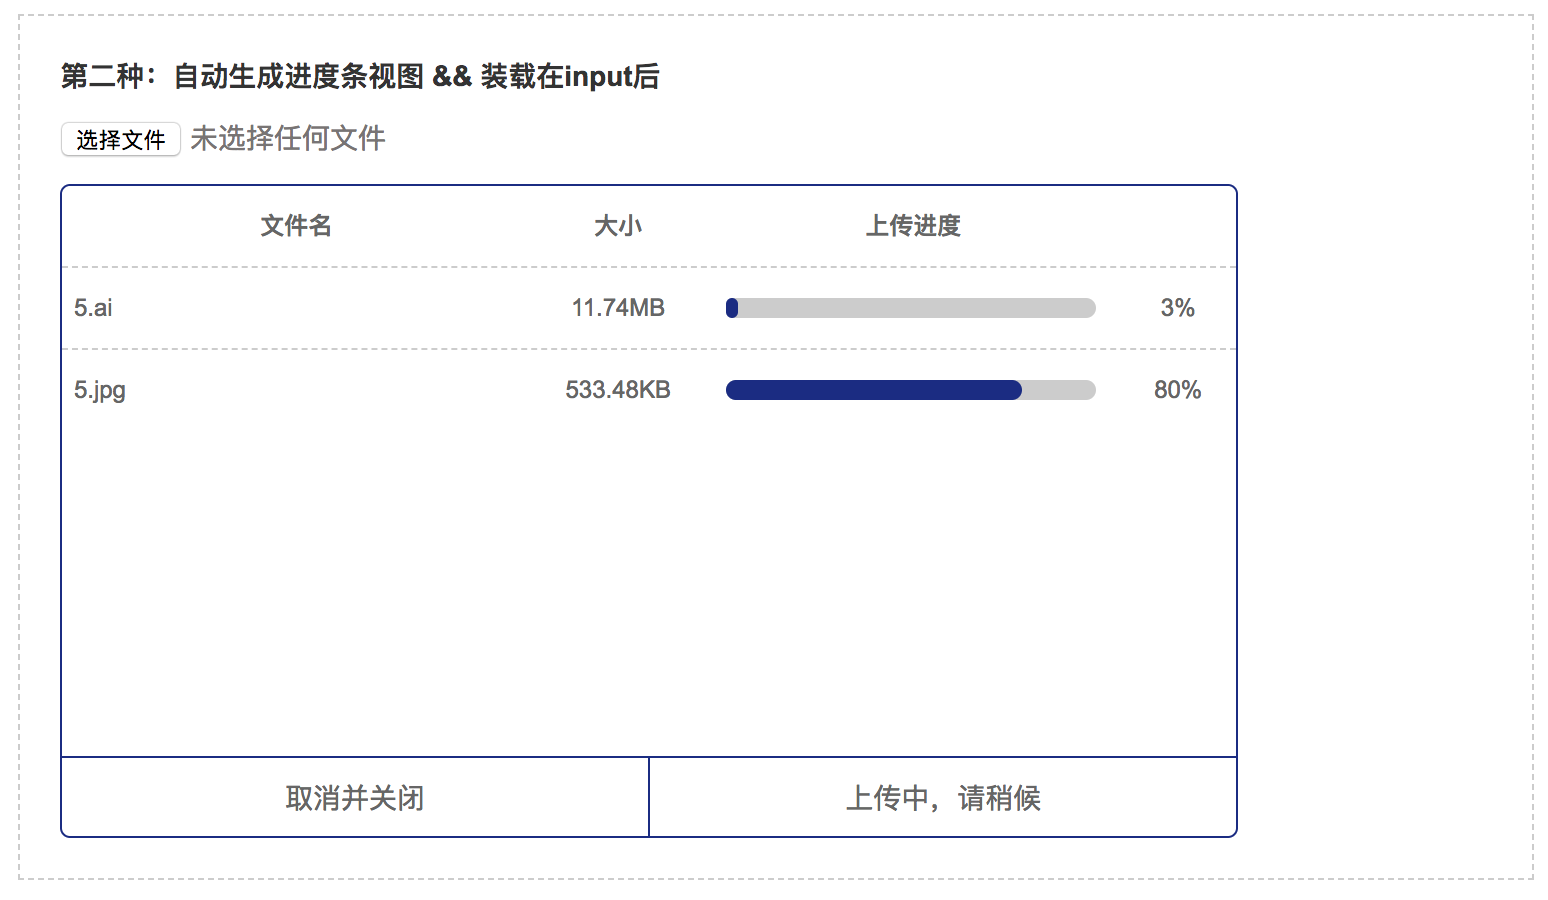 第二种：自动生成进度条视图 && 装载在input后
选择文件 未选择任何文件
文件名 大小 上传进度
5.ai 11.74MB 3%
5.jpg 533.48KB 80%
取消并关闭 上传中，请稍候